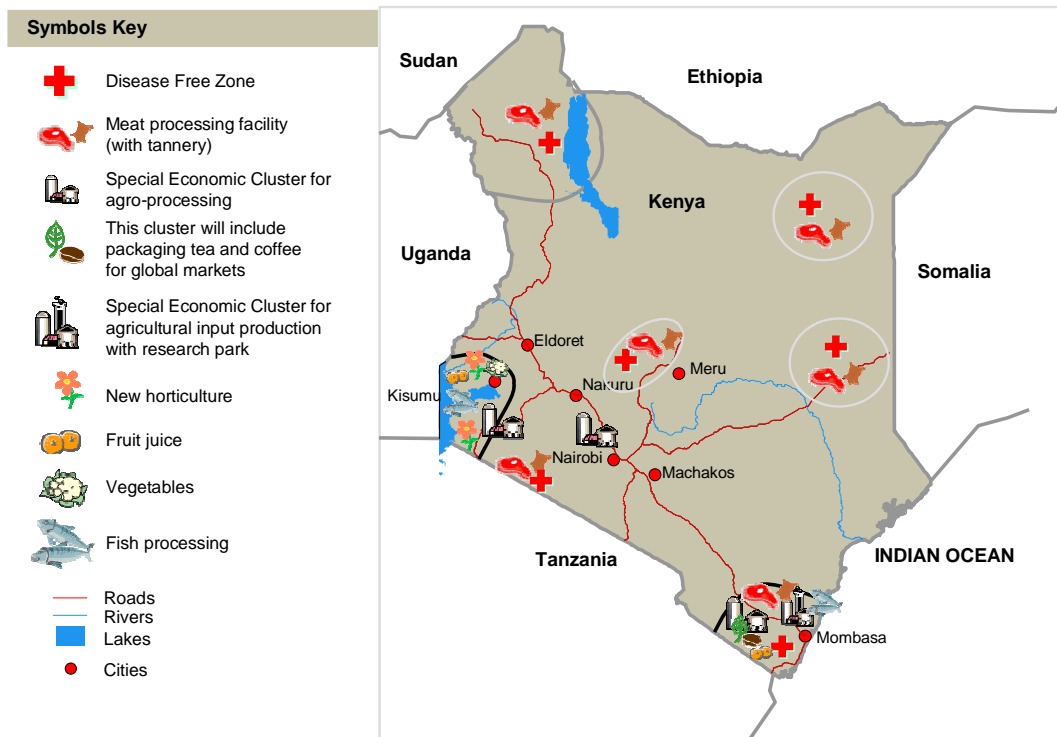 Symbols Key
Disease Free Zone
Meat processing facility
(with tannery)
Special Economic Cluster for
agro-processing
This cluster will include
packaging tea and coffee
for global markets
Special Economic Cluster for
agricultural input production
with research park
New horticulture
Fruit juice
Vegetables
Fish processing
Roads
Rivers
Lakes
Cities
Sudan
Ethiopia
Kenya
Uganda
Somalia
Eldoret
Meru
Kisumu
Nakuru
Nairobi
Machakos
Tanzania
INDIAN OCEAN
Mombasa